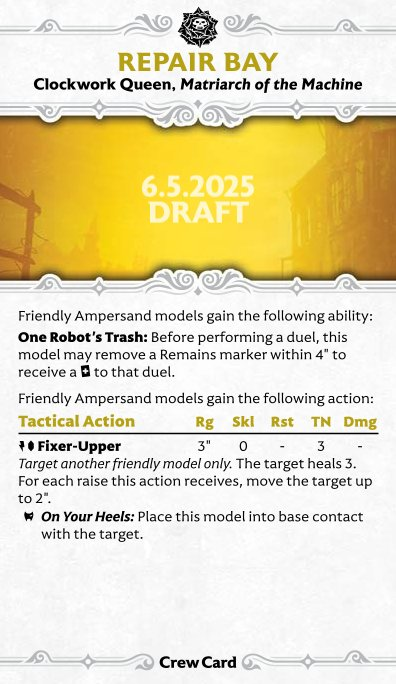 REPAIR BAY
Clockwork Queen, Matriarch of the Machine
6.5.2025
DRAFT
Friendly Ampersand models gain the following ability:
One Robot's Trash: Before performing a duel, this
model may remove a Remains marker within 4" to
receive a to that duel.
Friendly Ampersand models gain the following action:
Tactical Action Rg Skl Rst TN Dmg
Fixer-Upper 3" 0 - 3 -
Target another friendly model only. The target heals 3.
For each raise this action receives, move the target up
to 2".
On Your Heels: Place this model into base contact
with the target.
Crew Card